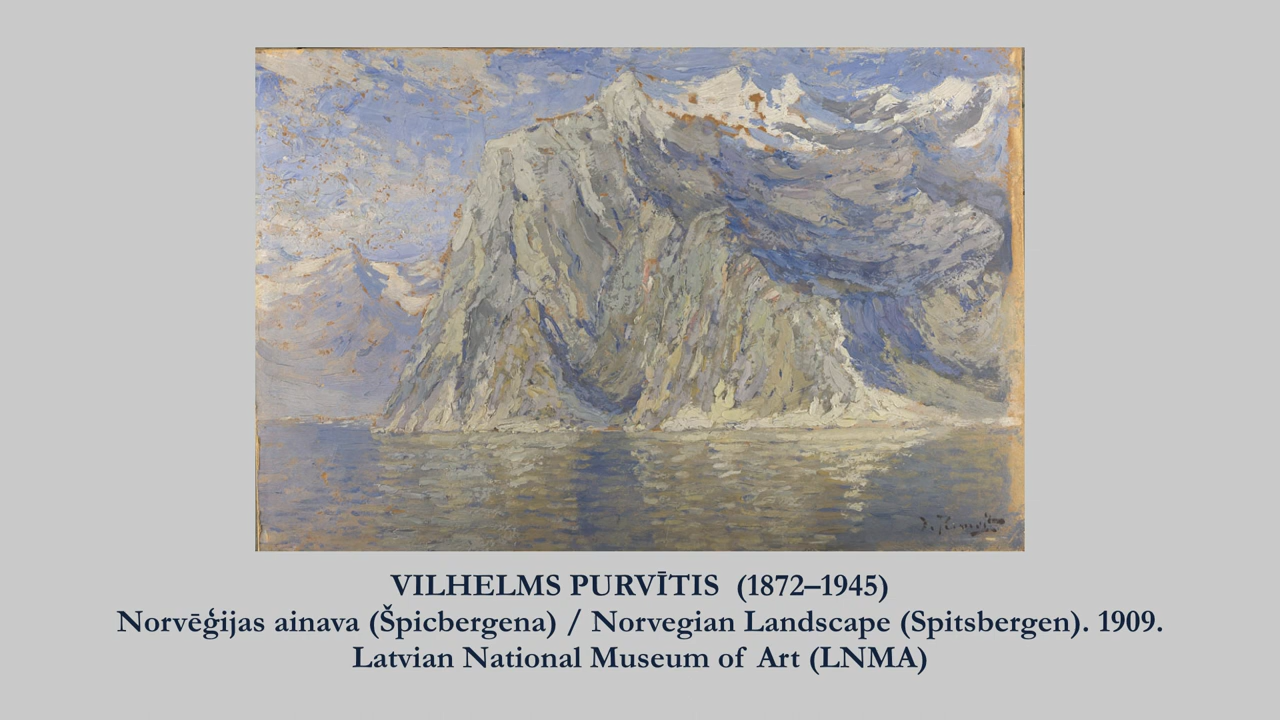 VILHELMS PURVĪTIS (1872–1945)
Norvēģijas ainava (Špicbergena) / Norwegian Landscape (Spitsbergen). 1909.
Latvian National Museum of Art (LNMA)